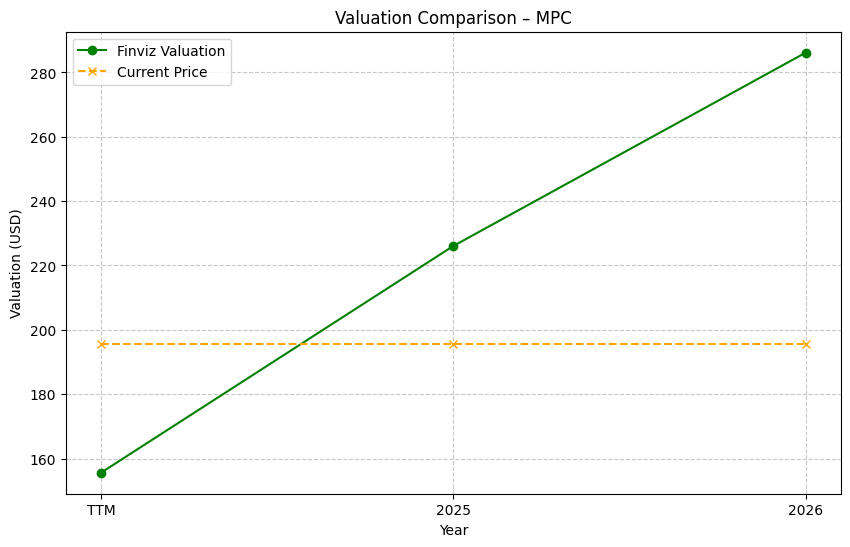 Valuation Comparison – MPC
Finviz Valuation
Current Price
Valuation (USD)
280
260
240
220
200
180
160
TTM
2025
2026
Year